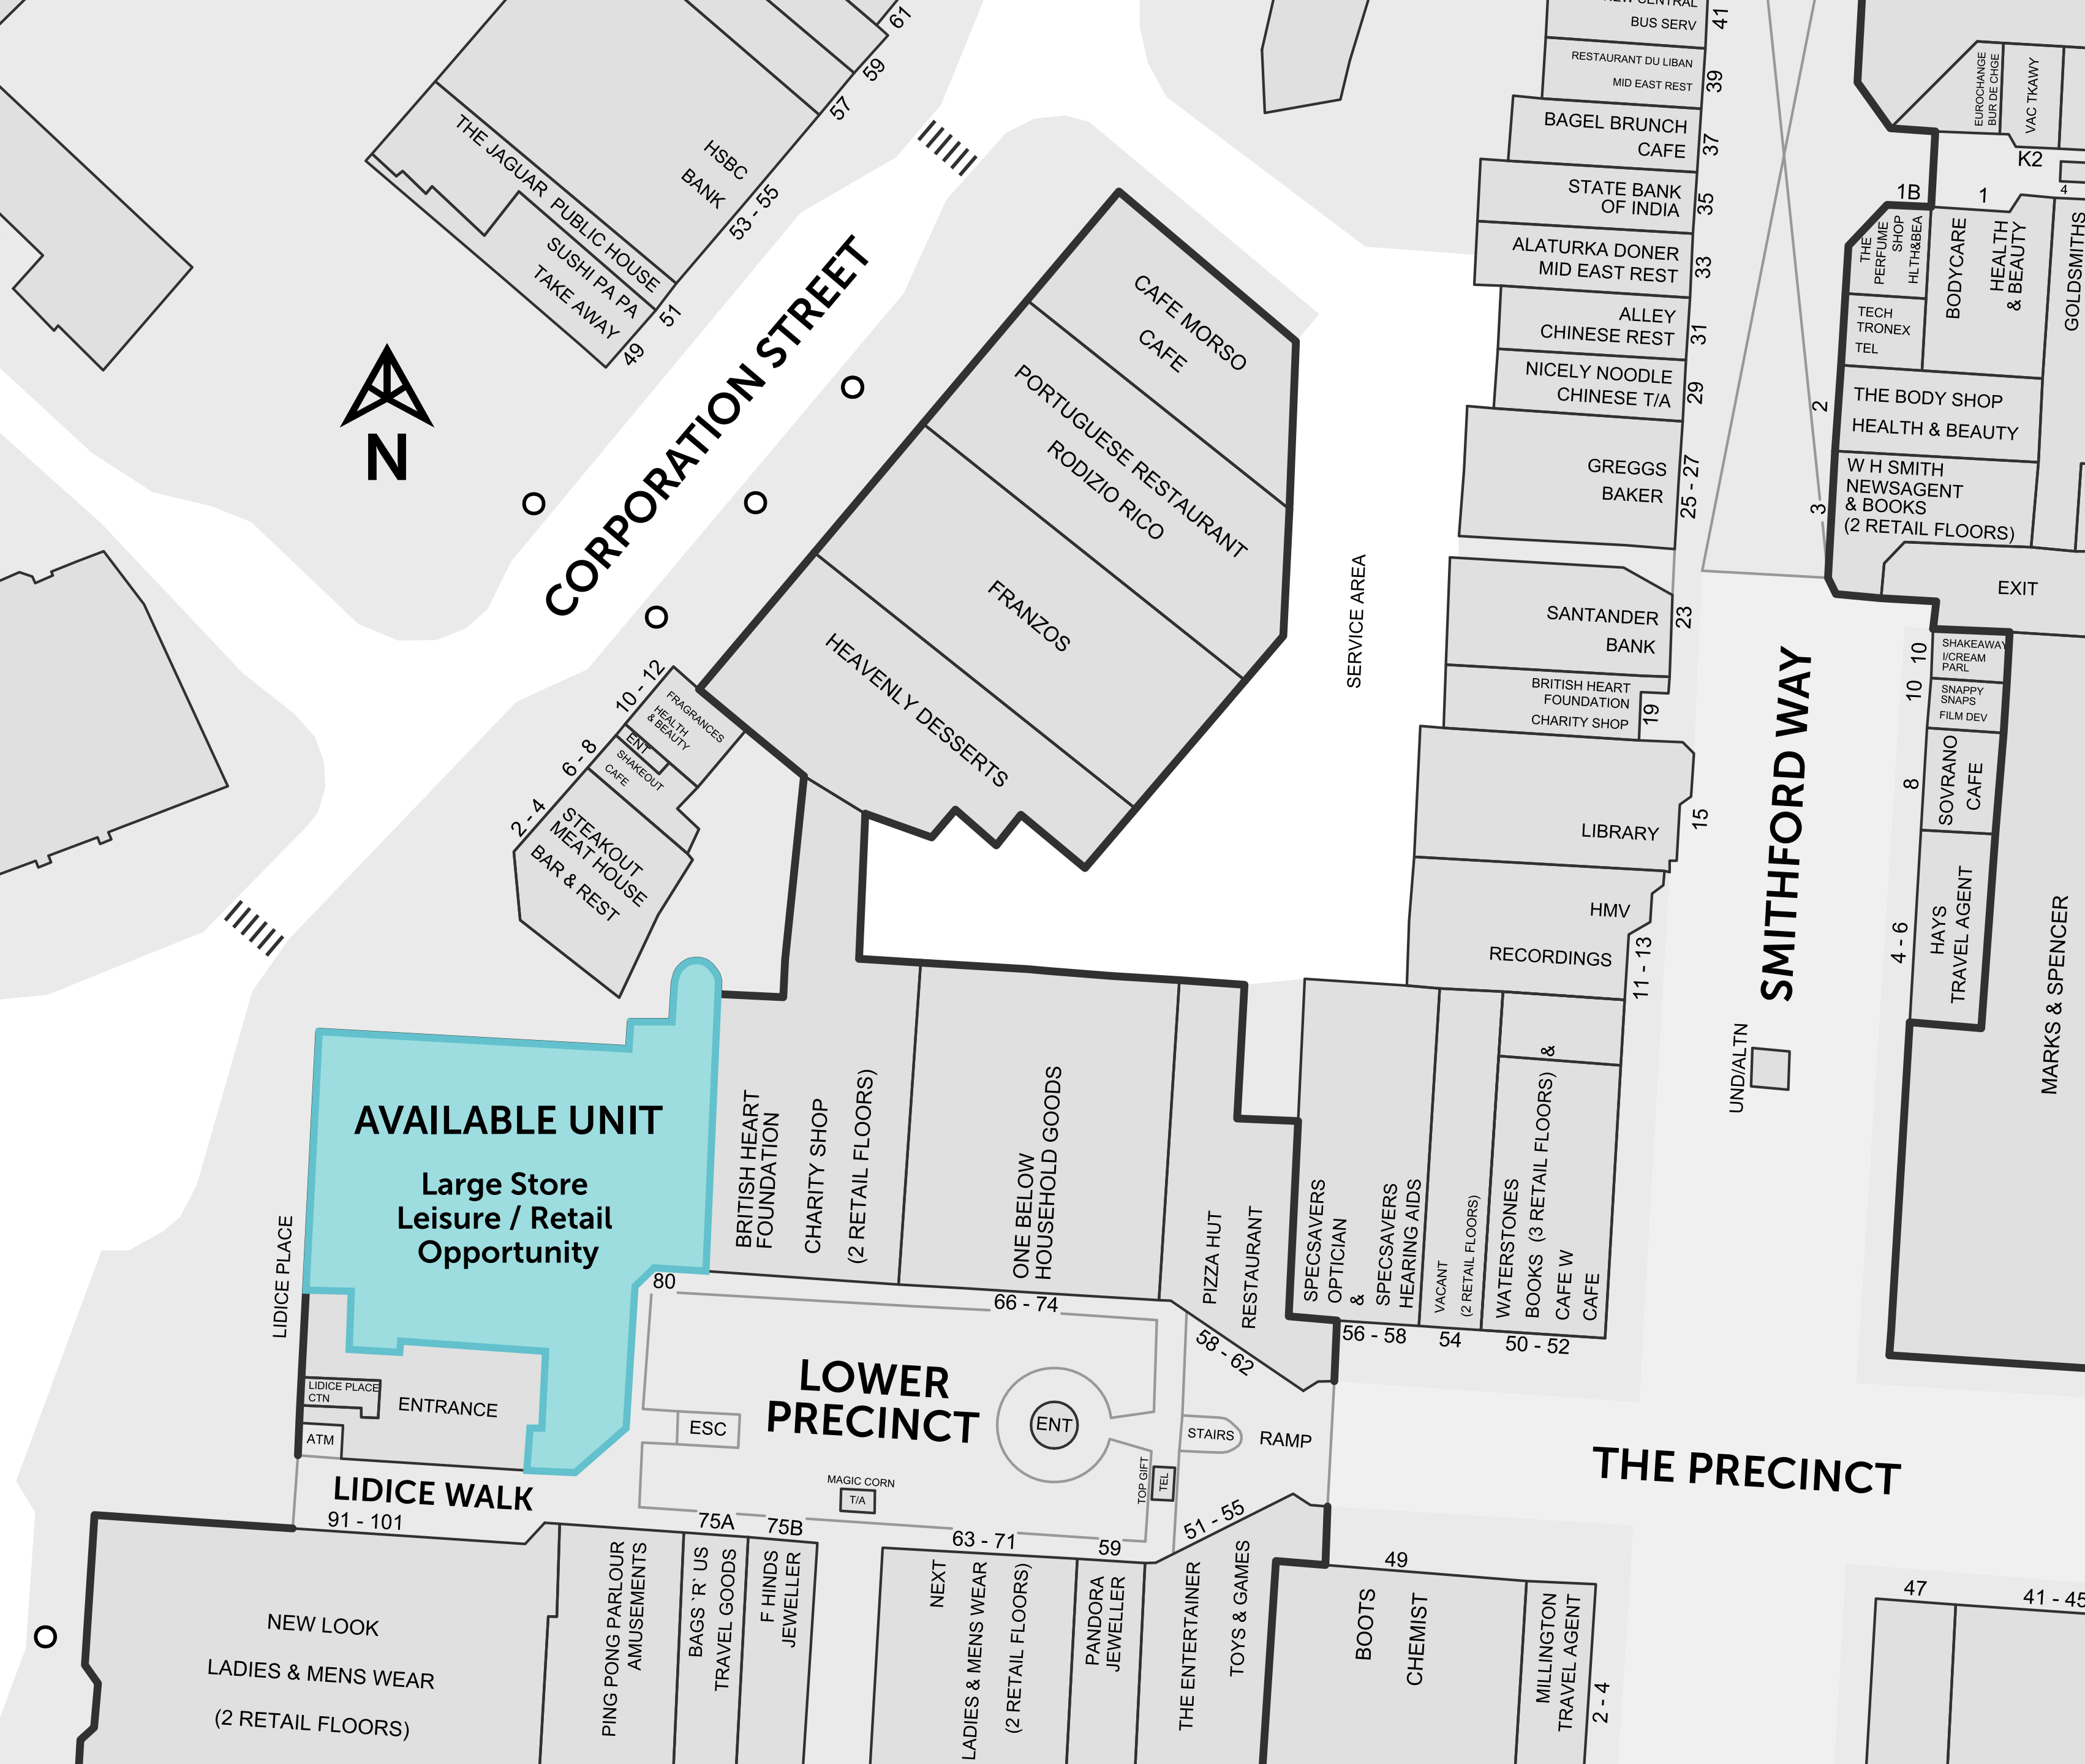 61
59
57
HSBC
BANK
53 - 55
THE JAGUAR PUBLIC HOUSE
51
SUSHI PA PA
TAKE AWAY
49
N
CORPORATION STREET
CAFE MORSO
CAFE
PORTUGUESE RESTAURANT
RODIZIO RICO
FRANZOS
HEAVENLY DESSERTS
10 - 12
FRAGRANCES
HEALTH
& BEAUTY
ENT
6 - 8
SHAKEOUT
CAFE
2 - 4
STEAKOUT
MEAT HOUSE
BAR & REST
SERVICE AREA
CENTRAL
BUS SERV
41
RESTAURANT DU LIBAN
MID EAST REST
39
BAGEL BRUNCH
CAFE
37
STATE BANK
OF INDIA
35
ALATURKA DONER
MID EAST REST
33
ALLEY
CHINESE REST
31
NICELY NOODLE
CHINESE T/A
29
GREGGS
BAKER
25 - 27
SANTANDER
BANK
23
BRITISH HEART
FOUNDATION
CHARITY SHOP
19
LIBRARY
15
HMV
RECORDINGS
11 - 13
SMITHFORD WAY
UND/ALTN
EUROCHANGE
BUR DE CHGE
VAC TKAWY
K2
4
1B
1
THE
PERFUME
SHOP
HLTH&BEA
BODYCARE
HEALTH
& BEAUTY
GOLDSMITHS
TECH
TRONEX
TEL
2
THE BODY SHOP
HEALTH & BEAUTY
3
W H SMITH
NEWSAGENT
& BOOKS
(2 RETAIL FLOORS)
EXIT
10
SHAKEAWAY
I/CREAM
PARL
10
SNAPPY
SNAPS
FILM DEV
8
SOVRANO
CAFE
4 - 6
HAYS
TRAVEL AGENT
MARKS & SPENCER
AVAILABLE UNIT
Large Store
Leisure / Retail
Opportunity
LIDICE PLACE
BRITISH HEART
FOUNDATION
CHARITY SHOP
(2 RETAIL FLOORS)
ONE BELOW
HOUSEHOLD GOODS
PIZZA HUT
RESTAURANT
SPECSAVERS
OPTICIAN
&
SPECSAVERS
HEARING AIDS
VACANT
(2 RETAIL FLOORS)
WATERSTONES
BOOKS (3 RETAIL FLOORS) &
CAFE W
CAFE
80
66 - 74
58 - 62
56 - 58
54
50 - 52
LIDICE PLACE
CTN
ENTRANCE
ATM
LOWER
PRECINCT
ESC
ENT
STAIRS
RAMP
MAGIC CORN
T/A
TOP GIFT
TEL
THE PRECINCT
LIDICE WALK
91 - 101
75A
75B
63 - 71
59
51 - 55
49
47
41 - 45
NEW LOOK
LADIES & MENS WEAR
(2 RETAIL FLOORS)
PING PONG PARLOUR
AMUSEMENTS
BAGS `R` US
TRAVEL GOODS
F HINDS
JEWELLER
NEXT
LADIES & MENS WEAR
(2 RETAIL FLOORS)
PANDORA
JEWELLER
THE ENTERTAINER
TOYS & GAMES
BOOTS
CHEMIST
MILLINGTON
TRAVEL AGENT
2 - 4